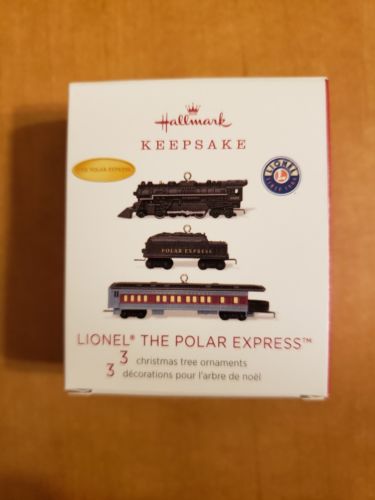 Hallmark
KEEPSAKE
THE POLAR EXPRESS
LIONEL
POLAR EXPRESS
LIONEL® THE POLAR EXPRESS™
3 christmas tree ornaments
3 décorations pour l'arbre de noël